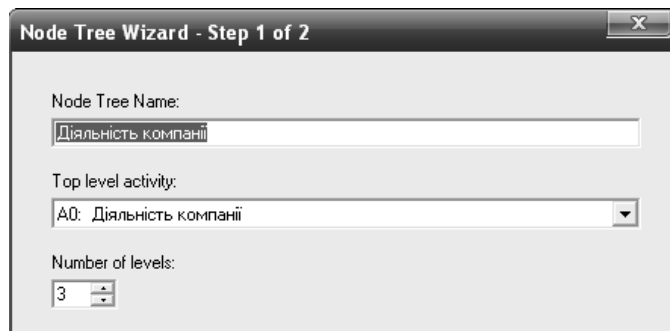 Node Tree Wizard - Step 1 of 2
Node Tree Name:
Діяльність компанії
Top level activity:
A0: Діяльність компанії
Number of levels:
3